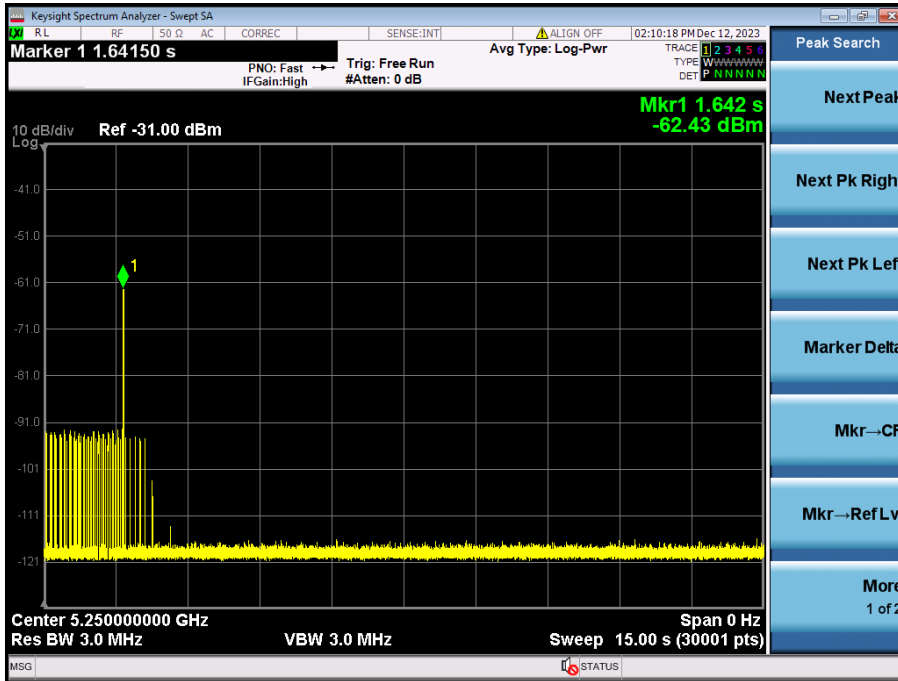 Keysight Spectrum Analyzer - Swept SA
LXI RL RF 50 Ω AC CORREC SENSE:INT ALIGN OFF 02:10:18 PM Dec 12, 2023
Marker 1 1.64150 s
Avg Type: Log-Pwr
TRACE 1 2 3 4 5 6
PNO: Fast Trig: Free Run
TYPE WWWWWW
IFGain:High #Atten: 0 dB
DET P N N N N N
Peak Search
Mkr1 1.642 s
-62.43 dBm
10 dB/div Ref -31.00 dBm
Log
-41.0
-51.0
1
-61.0
-71.0
-81.0
-91.0
-101
-111
-121
Center 5.250000000 GHz Span 0 Hz
Res BW 3.0 MHz VBW 3.0 MHz Sweep 15.00 s (30001 pts)
MSG STATUS
Next Peak
Next Pk Righ
Next Pk Lef
Marker Delta
Mkr→CF
Mkr→Ref Lv
More
1 of 2